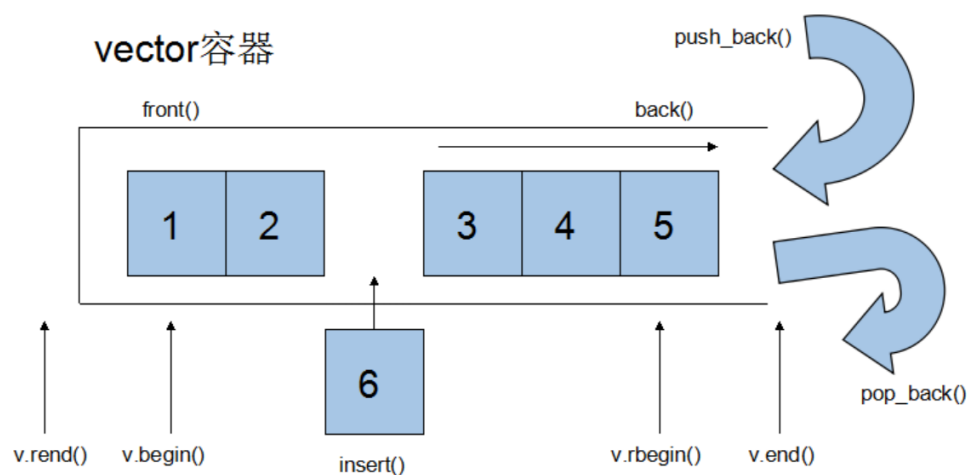 vector容器
push_back()
front()
back()
1 2 3 4 5
6
pop_back()
v.rend()
v.begin()
insert()
v.rbegin()
v.end()